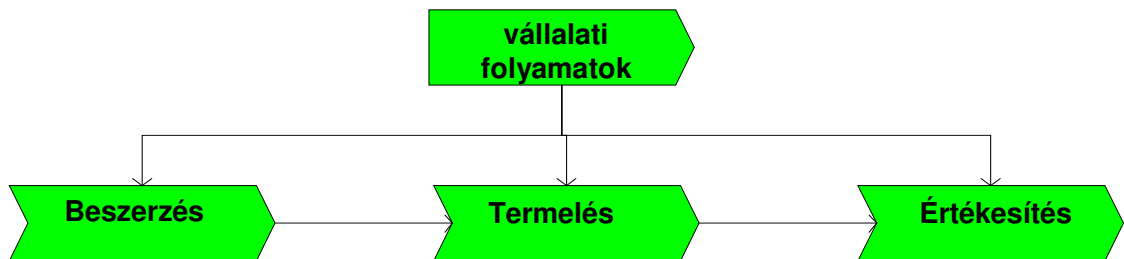 vállalati
folyamatok
Beszerzés
Termelés
Értékesítés